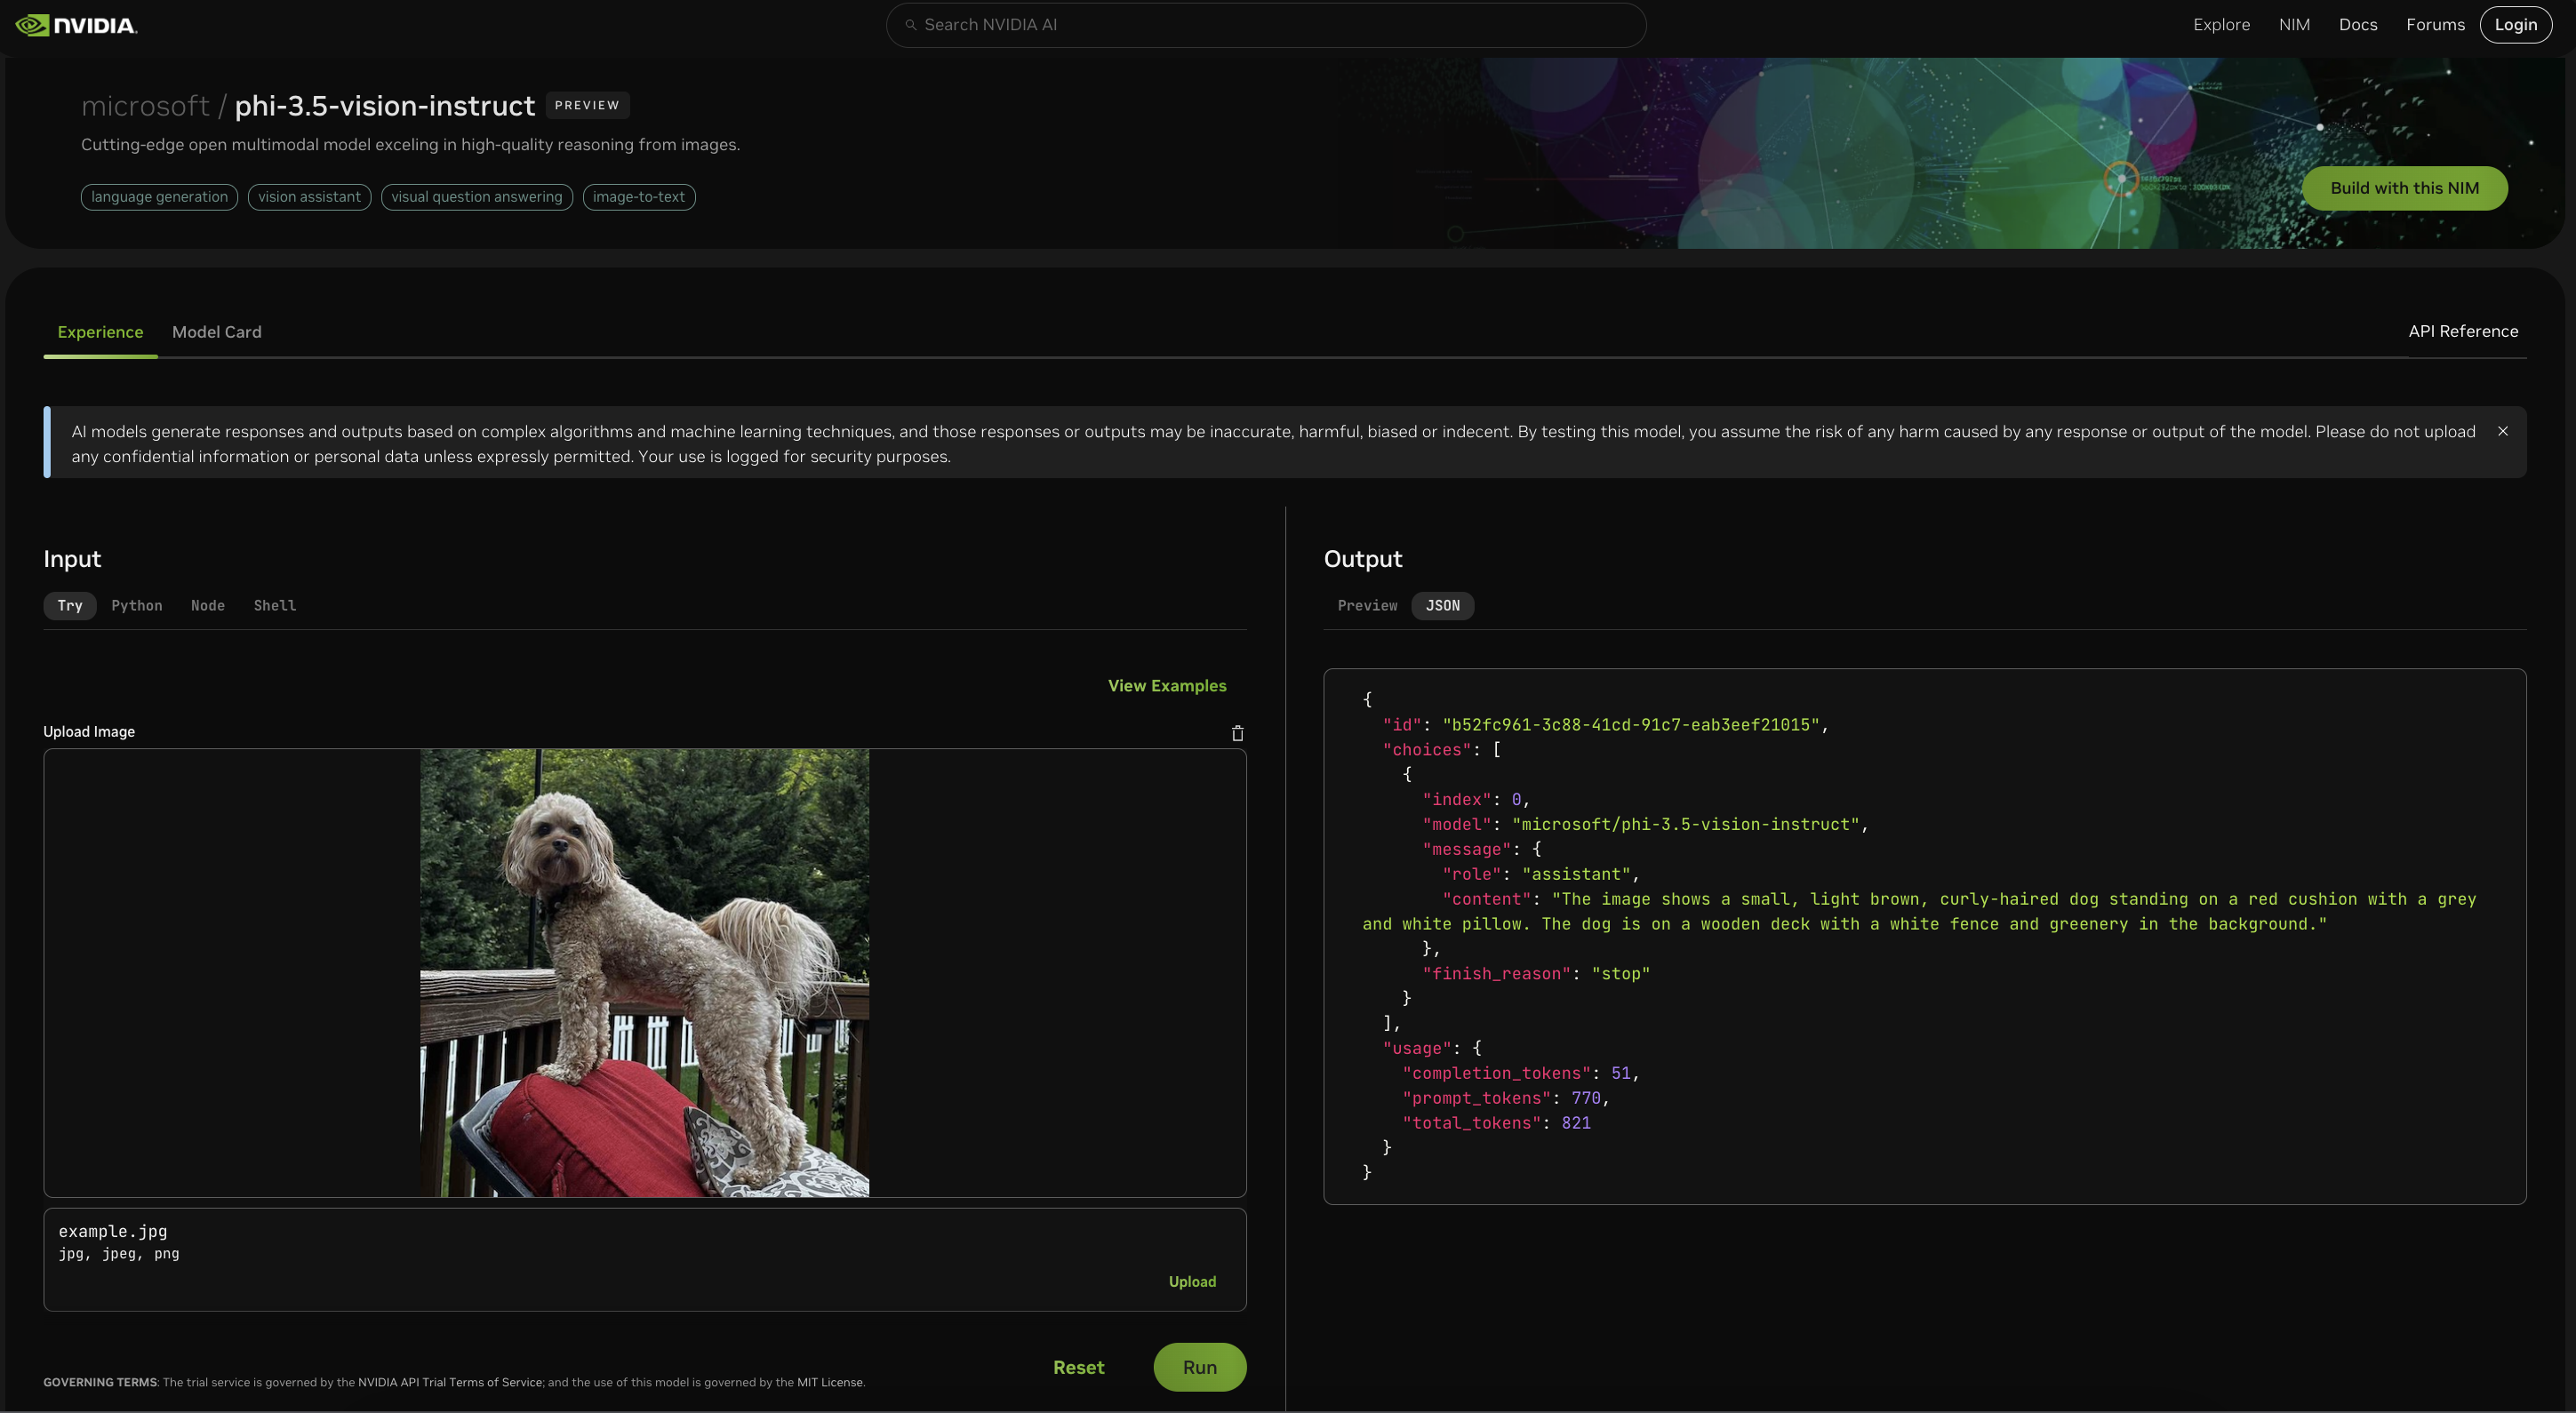 NVIDIA.
Search NVIDIA AI
Explore
NIM
Docs
Forums
Login
microsoft / phi-3.5-vision-instruct PREVIEW
Cutting-edge open multimodal model exceling in high-quality reasoning from images.
language generation
vision assistant
visual question answering
image-to-text
Build with this NIM
Experience
Model Card
API Reference
AI models generate responses and outputs based on complex algorithms and machine learning techniques, and those responses or outputs may be inaccurate, harmful, biased or indecent. By testing this model, you assume the risk of any harm caused by any response or output of the model. Please do not upload
any confidential information or personal data unless expressly permitted. Your use is logged for security purposes.
Input
Try
Python
Node
Shell
View Examples
Upload Image
example.jpg
jpg, jpeg, png
Upload
Reset
Run
GOVERNING TERMS: The trial service is governed by the NVIDIA API Trial Terms of Service; and the use of this model is governed by the MIT License.
Output
Preview
JSON
{
"id": "b52fc961-3c88-41cd-91c7-eab3eef21015",
"choices": [
{
"index": 0,
"model": "microsoft/phi-3.5-vision-instruct",
"message": {
"role": "assistant",
"content": "The image shows a small, light brown, curly-haired dog standing on a red cushion with a grey
and white pillow. The dog is on a wooden deck with a white fence and greenery in the background."
},
"finish_reason": "stop"
}
],
"usage": {
"completion_tokens": 51,
"prompt_tokens": 770,
"total_tokens": 821
}
}